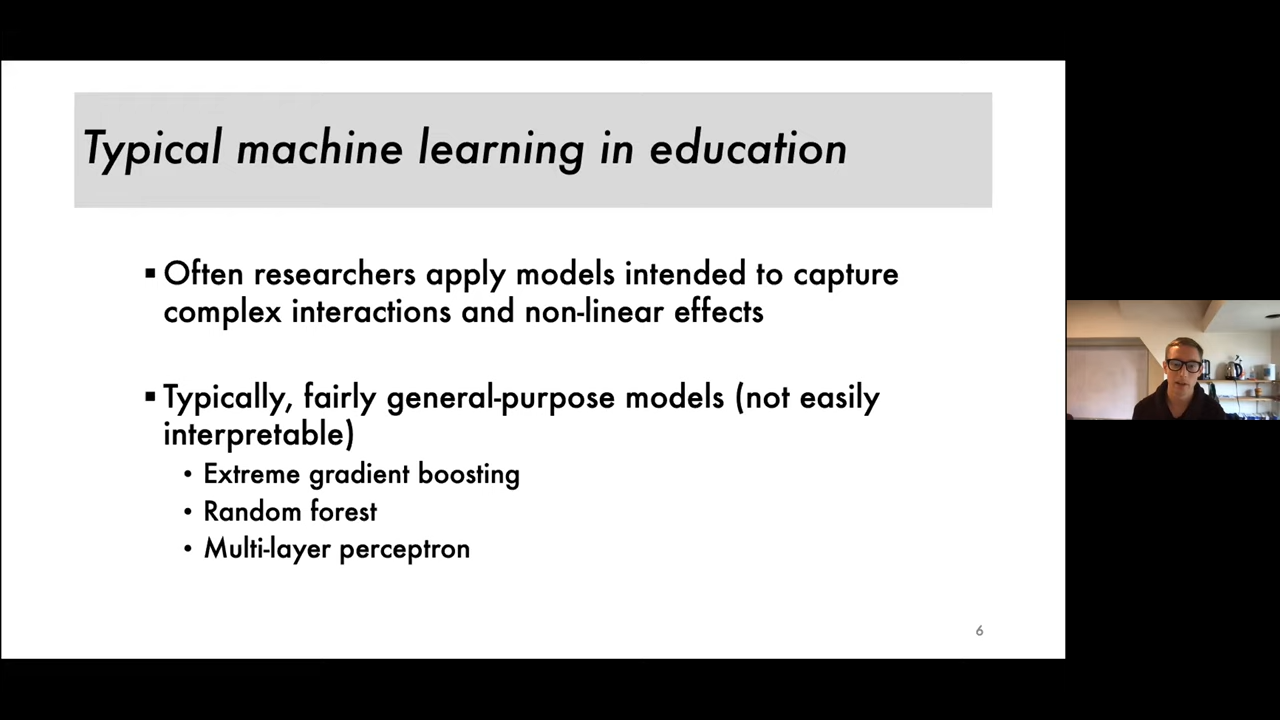 Typical machine learning in education
▪ Often researchers apply models intended to capture
complex interactions and non-linear effects
▪ Typically, fairly general-purpose models (not easily
interpretable)
• Extreme gradient boosting
• Random forest
• Multi-layer perceptron
6